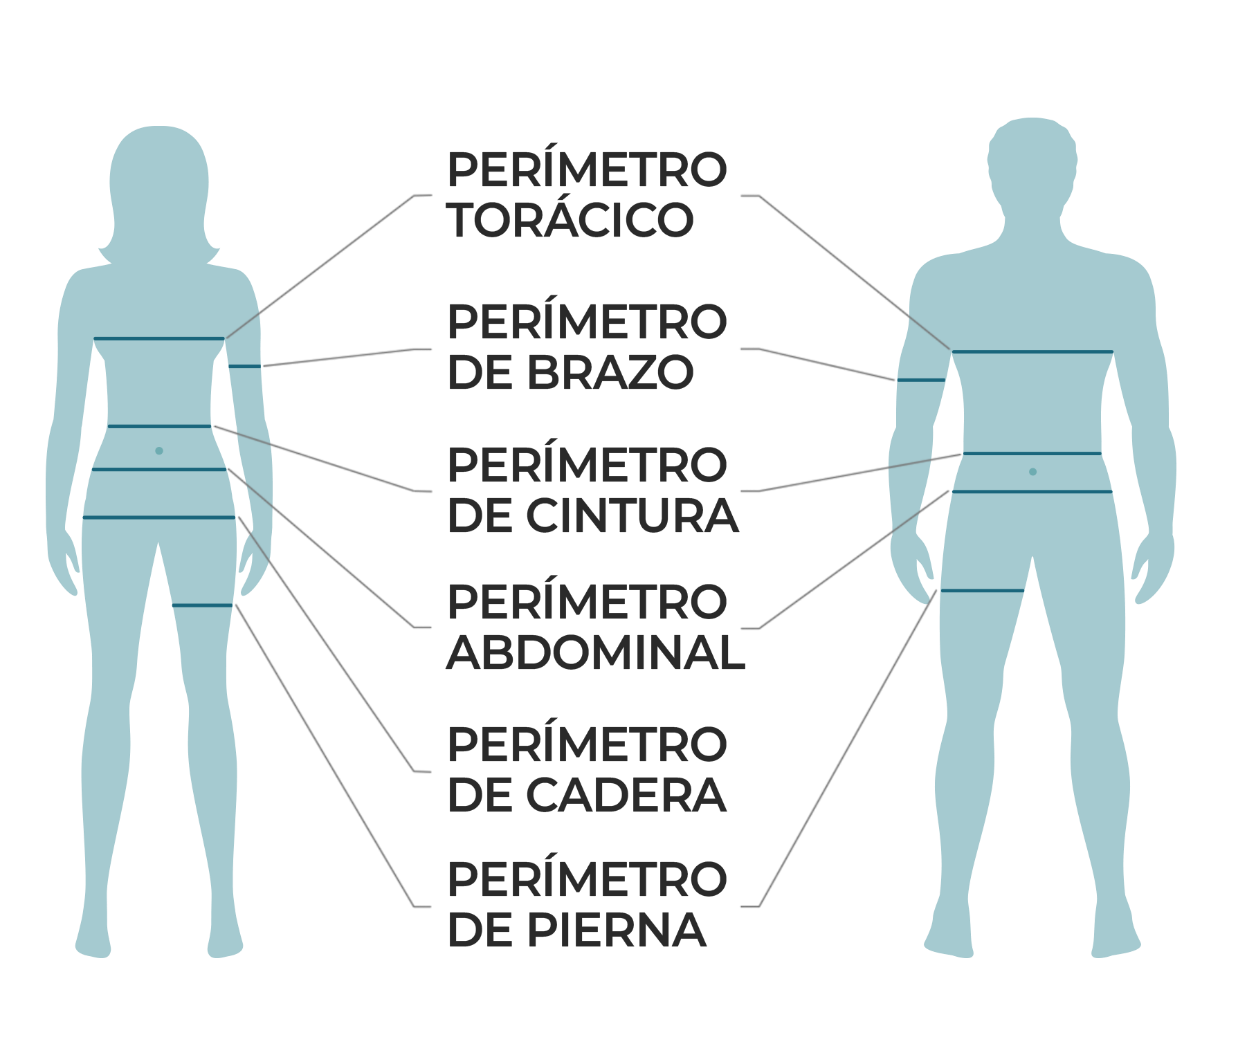 PERÍMETRO
TORÁCICO
PERÍMETRO
DE BRAZO
PERÍMETRO
DE CINTURA
PERÍMETRO
ABDOMINAL
PERÍMETRO
DE CADERA
PERÍMETRO
DE PIERNA